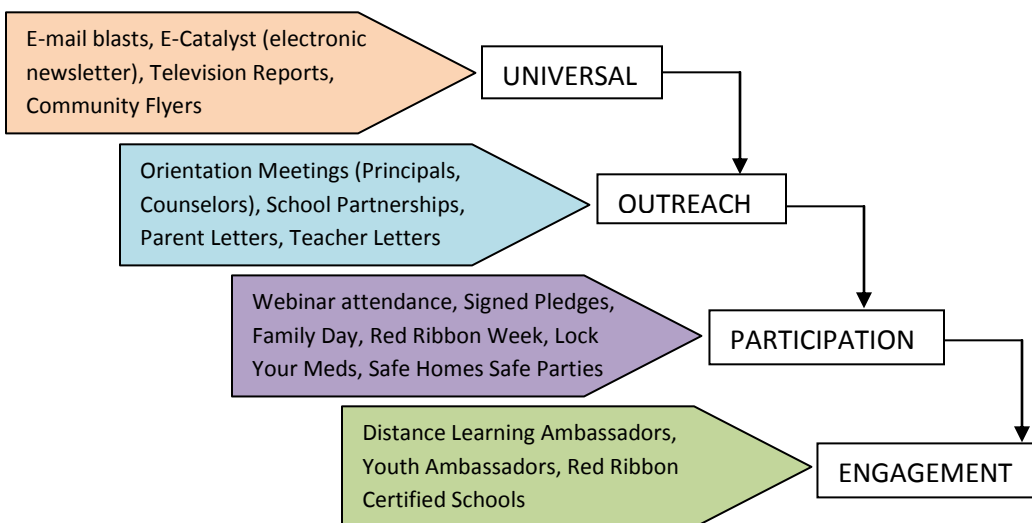 E-mail blasts, E-Catalyst (electronic
newsletter), Television Reports,
Community Flyers
UNIVERSAL
Orientation Meetings (Principals,
Counselors), School Partnerships,
Parent Letters, Teacher Letters
OUTREACH
Webinar attendance, Signed Pledges,
Family Day, Red Ribbon Week, Lock
Your Meds, Safe Homes Safe Parties
PARTICIPATION
Distance Learning Ambassadors,
Youth Ambassadors, Red Ribbon
Certified Schools
ENGAGEMENT